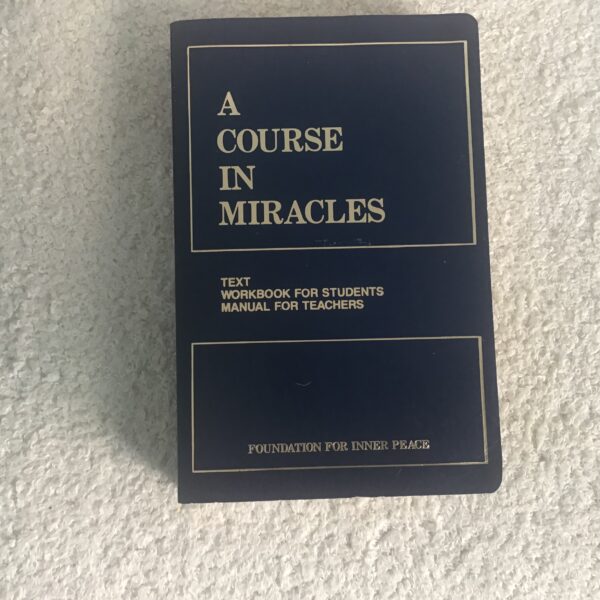 A
COURSE
IN
MIRACLES
TEXT
WORKBOOK FOR STUDENTS
MANUAL FOR TEACHERS
FOUNDATION FOR INNER PEACE